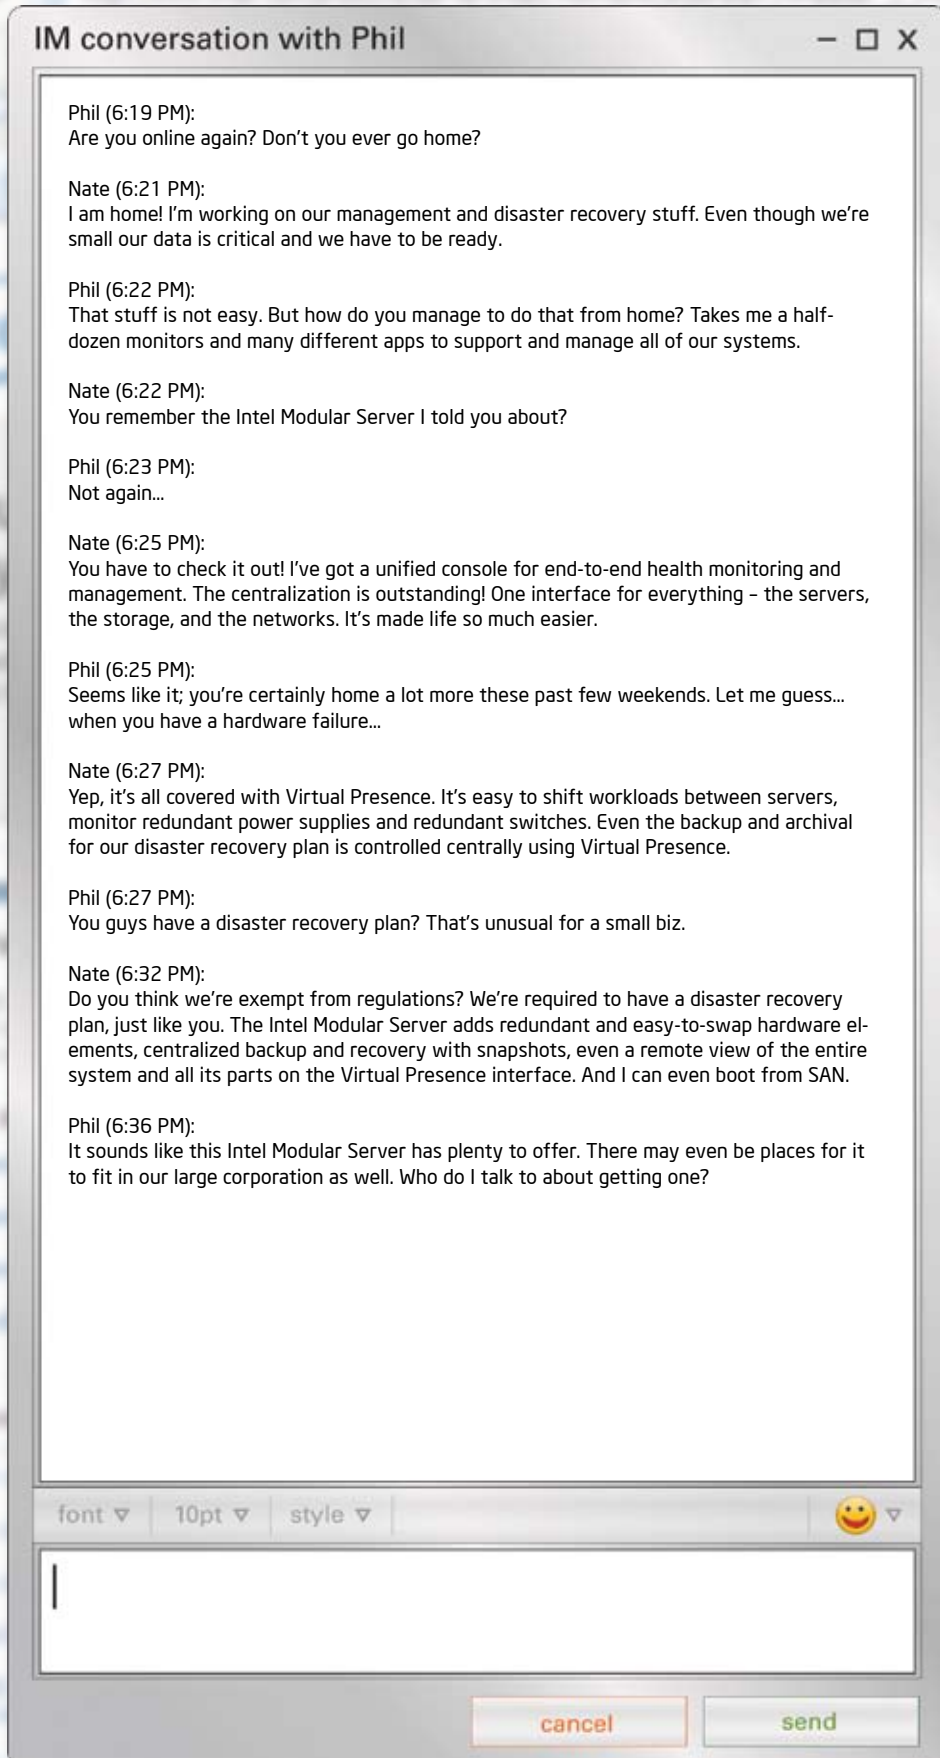 IM conversation with Phil
Phil (6:19 PM):
Are you online again? Don't you ever go home?
Nate (6:21 PM):
I am home! I'm working on our management and disaster recovery stuff. Even though we're
small our data is critical and we have to be ready.
Phil (6:22 PM):
That stuff is not easy. But how do you manage to do that from home? Takes me a half-
dozen monitors and many different apps to support and manage all of our systems.
Nate (6:22 PM):
You remember the Intel Modular Server I told you about?
Phil (6:23 PM):
Not again...
Nate (6:25 PM):
You have to check it out! I've got a unified console for end-to-end health monitoring and
management. The centralization is outstanding! One interface for everything – the servers,
the storage, and the networks. It's made life so much easier.
Phil (6:25 PM):
Seems like it; you're certainly home a lot more these past few weekends. Let me guess...
when you have a hardware failure...
Nate (6:27 PM):
Yep, it's all covered with Virtual Presence. It's easy to shift workloads between servers,
monitor redundant power supplies and redundant switches. Even the backup and archival
for our disaster recovery plan is controlled centrally using Virtual Presence.
Phil (6:27 PM):
You guys have a disaster recovery plan? That's unusual for a small biz.
Nate (6:32 PM):
Do you think we're exempt from regulations? We're required to have a disaster recovery
plan, just like you. The Intel Modular Server adds redundant and easy-to-swap hardware el-
ements, centralized backup and recovery with snapshots, even a remote view of the entire
system and all its parts on the Virtual Presence interface. And I can even boot from SAN.
Phil (6:36 PM):
It sounds like this Intel Modular Server has plenty to offer. There may even be places for it
to fit in our large corporation as well. Who do I talk to about getting one?
font 10pt style
cancel send